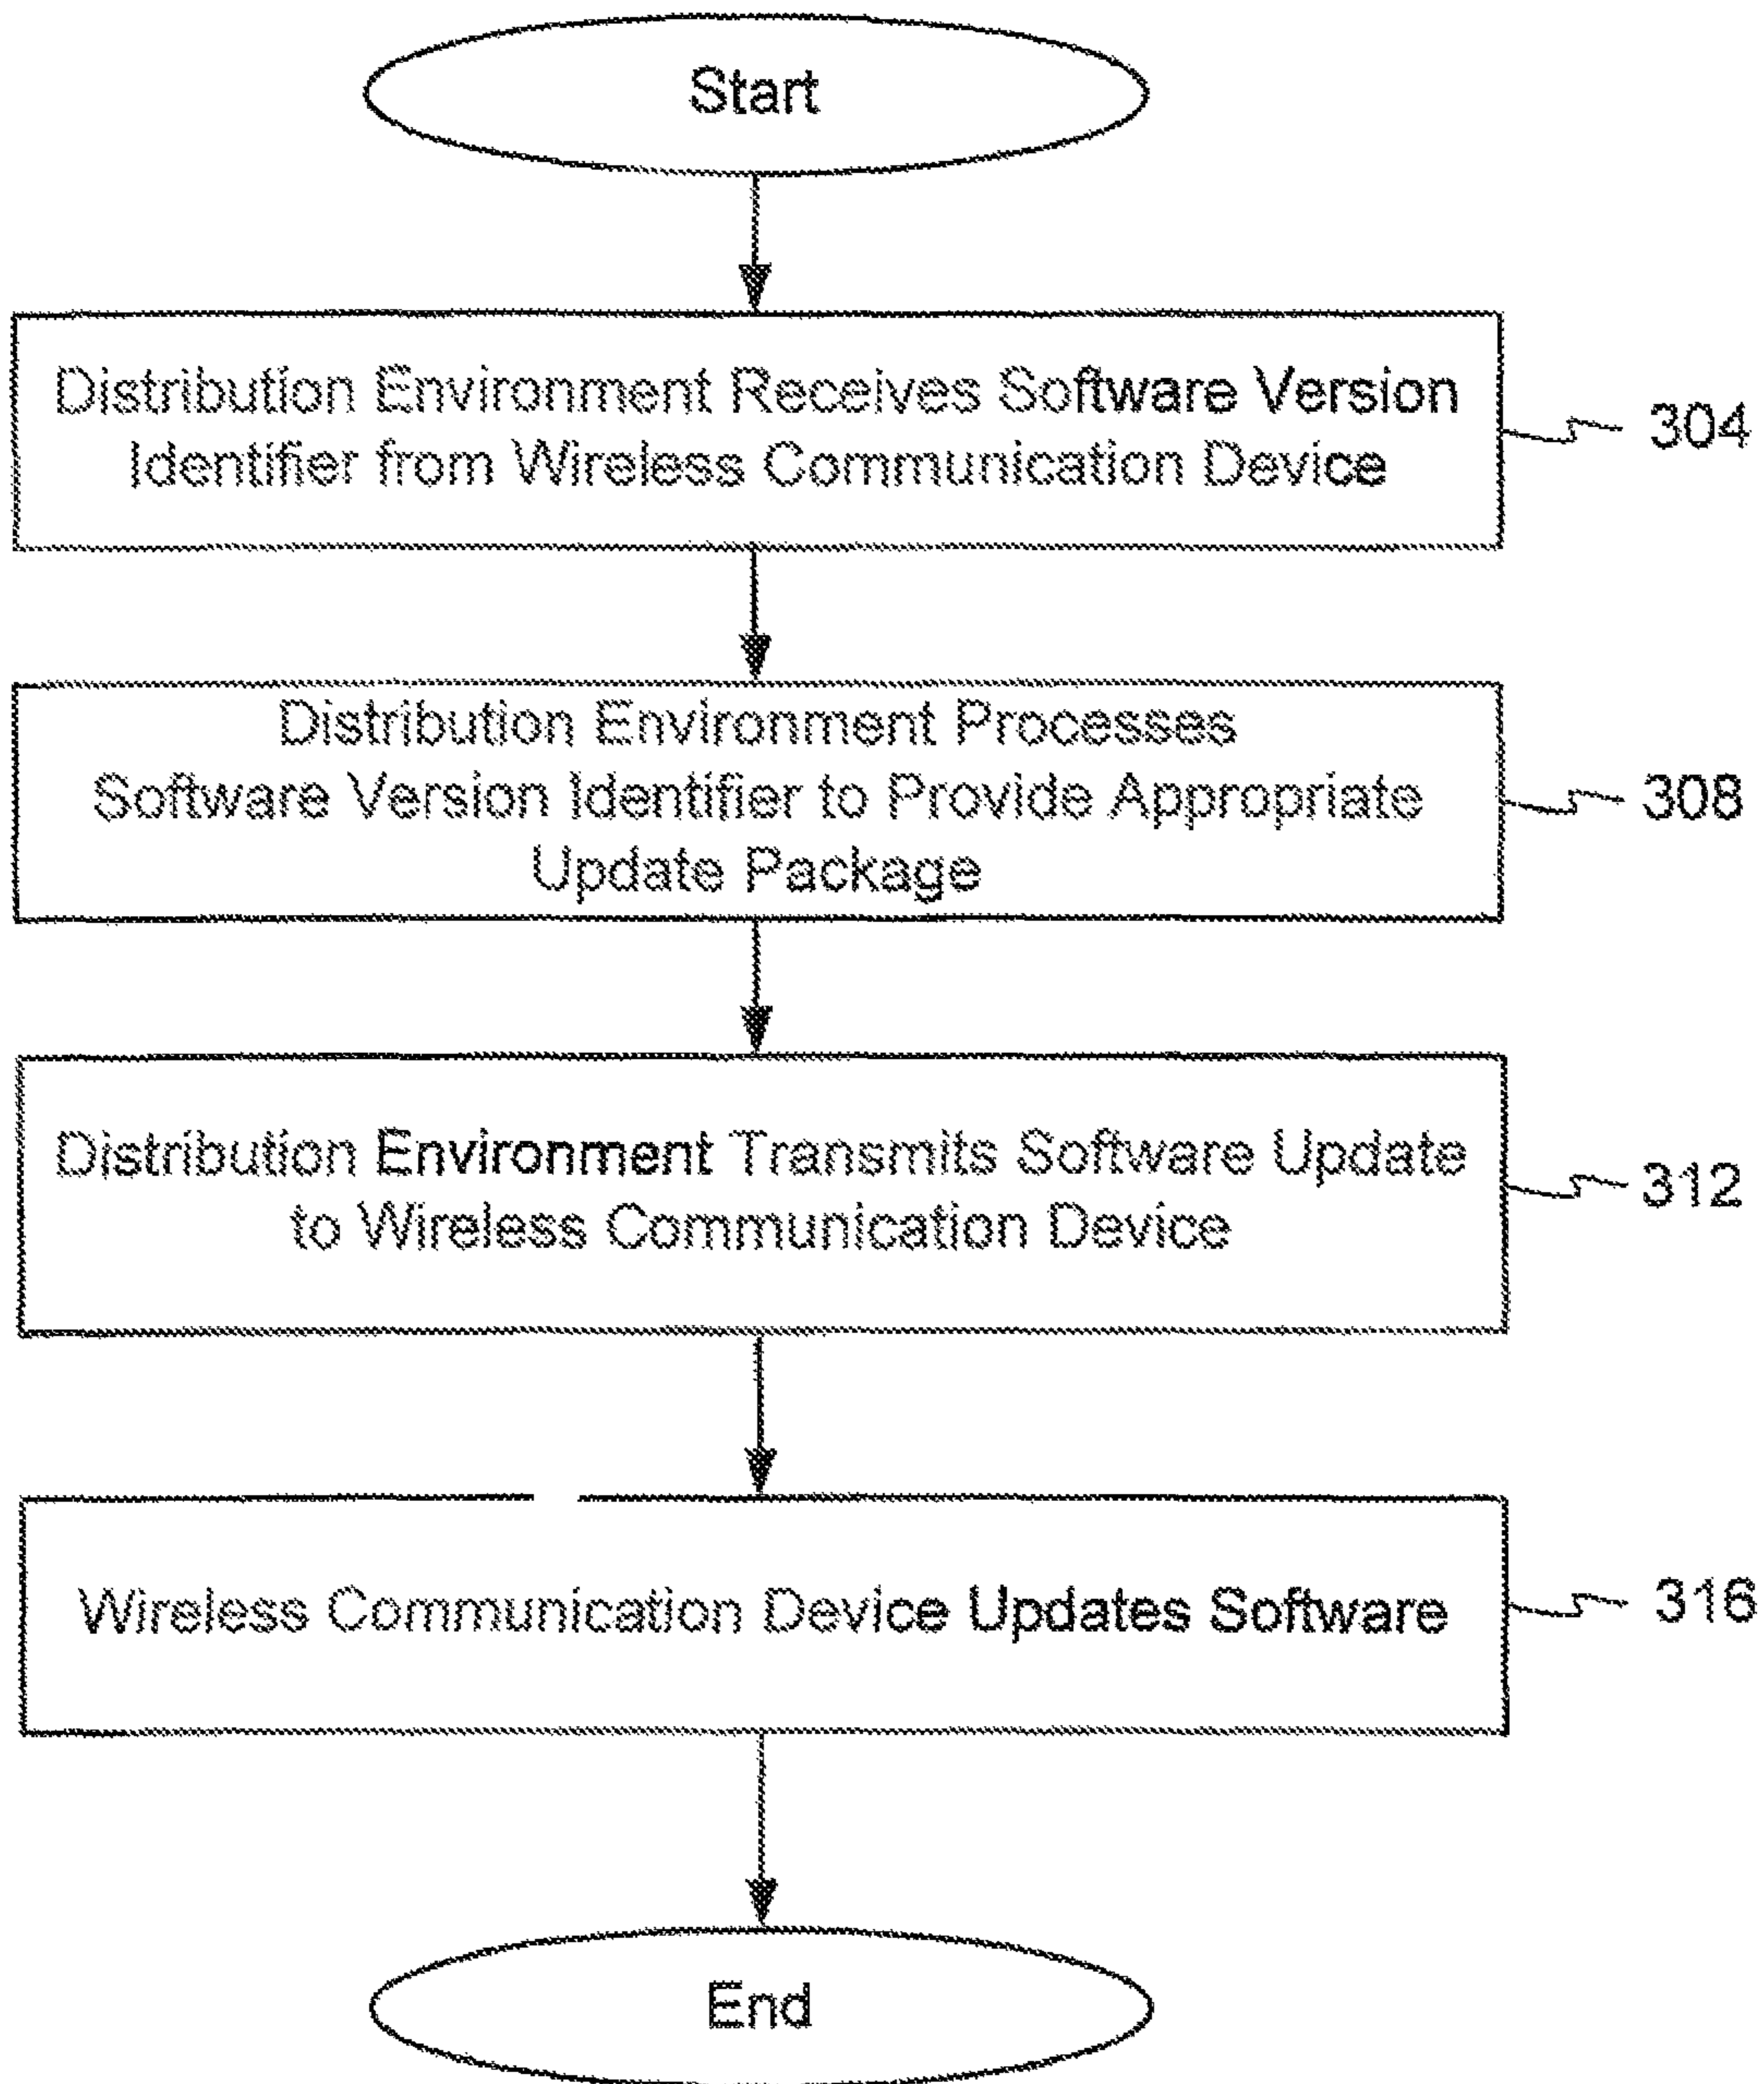 Start
Distribution Environment Receives Software Version
Identifier from Wireless Communication Device
304
Distribution Environment Processes
Software Version Identifier to Provide Appropriate
Update Package
308
Distribution Environment Transmits Software Update
to Wireless Communication Device
312
Wireless Communication Device Updates Software
316
End